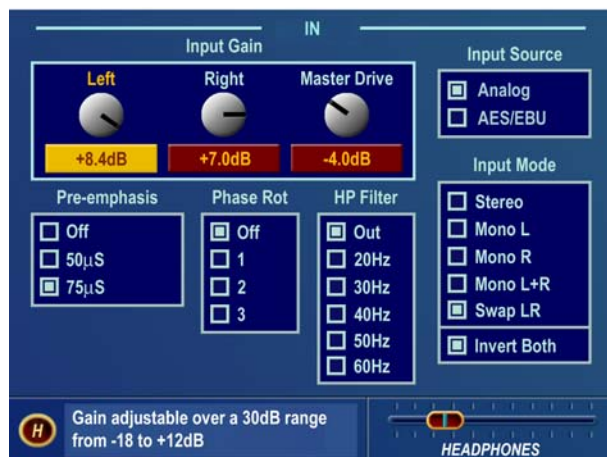 IN
Input Gain
Left
Right
Master Drive
+8.4dB
+7.0dB
-4.0dB
Input Source
Analog
AES/EBU
Pre-emphasis
Off
50µS
75µS
Phase Rot
Off
1
2
3
HP Filter
Out
20Hz
30Hz
40Hz
50Hz
60Hz
Input Mode
Stereo
Mono L
Mono R
Mono L+R
Swap LR
Invert Both
H
Gain adjustable over a 30dB range
from -18 to +12dB
HEADPHONES